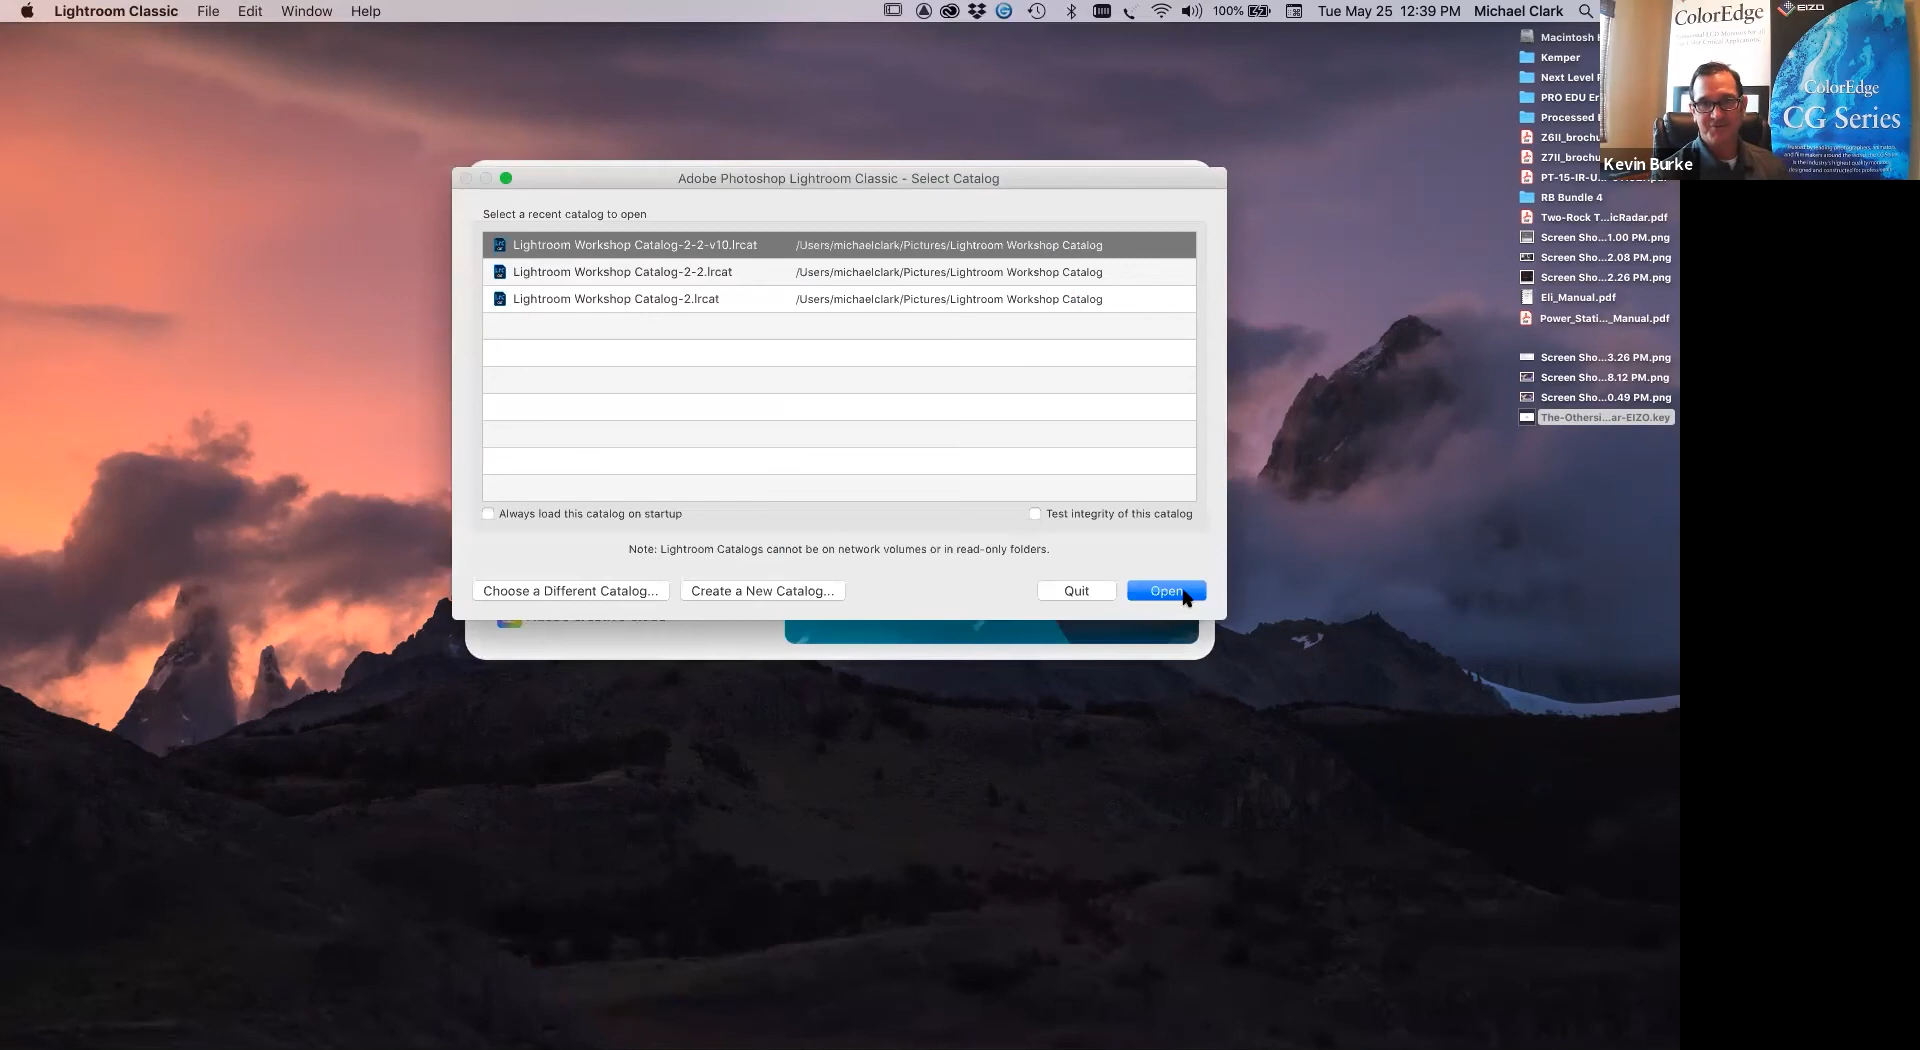 Lightroom Classic File Edit Window Help 100% Tue May 25 12:39 PM Michael Clark
Macintosh
Kemper
Next Level
PRO EDU
Processed
Z6II_brochu
Z7II_brochu
PT-15-IR-U...
RB Bundle 4
Two-Rock T...icRadar.pdf
Screen Sho...1.00 PM.png
Screen Sho...2.08 PM.png
Screen Sho...2.26 PM.png
Eli_Manual.pdf
Power_Stati..._Manual.pdf
Screen Sho...3.26 PM.png
Screen Sho...8.12 PM.png
Screen Sho...0.49 PM.png
The-Othersi...ar-EIZO.key
ColorEdge
EIZO
ColorEdge
CG Series
Kevin Burke
Adobe Photoshop Lightroom Classic - Select Catalog
Select a recent catalog to open
Lightroom Workshop Catalog-2-2-v10.lrcat /Users/michaelclark/Pictures/Lightroom Workshop Catalog
Lightroom Workshop Catalog-2-2.lrcat /Users/michaelclark/Pictures/Lightroom Workshop Catalog
Lightroom Workshop Catalog-2.lrcat /Users/michaelclark/Pictures/Lightroom Workshop Catalog
Always load this catalog on startup Test integrity of this catalog
Note: Lightroom Catalogs cannot be on network volumes or in read-only folders.
Choose a Different Catalog... Create a New Catalog... Quit Open